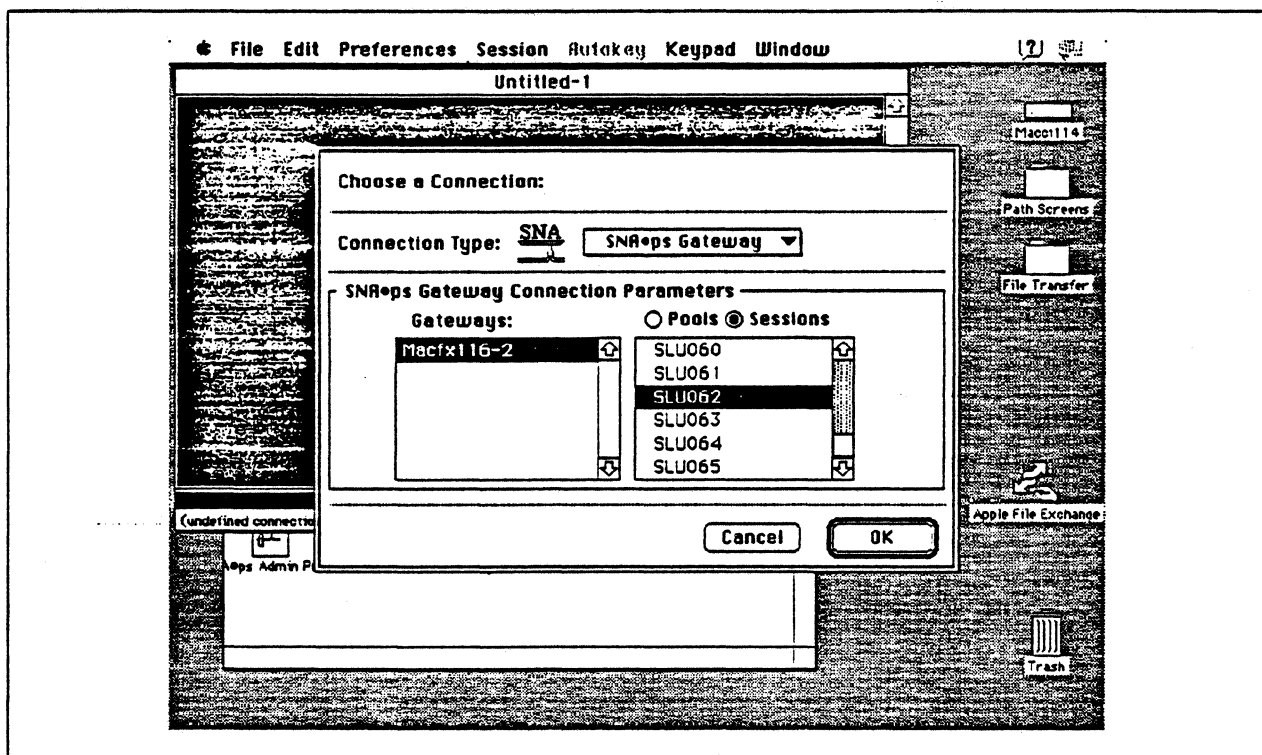 File Edit Preferences Session Autokey Keypad Window
Untitled-1
Choose a Connection:
Connection Type: SNA SNA•ps Gateway
SNA•ps Gateway Connection Parameters
Gateways:
Pools Sessions
Macfx116-2
SLU060
SLU061
SLU062
SLU063
SLU064
SLU065
Cancel OK
(undefined connectio
A•ps Admin P
Macci114
Path Screens
File Transfer
Apple File Exchange
Trash